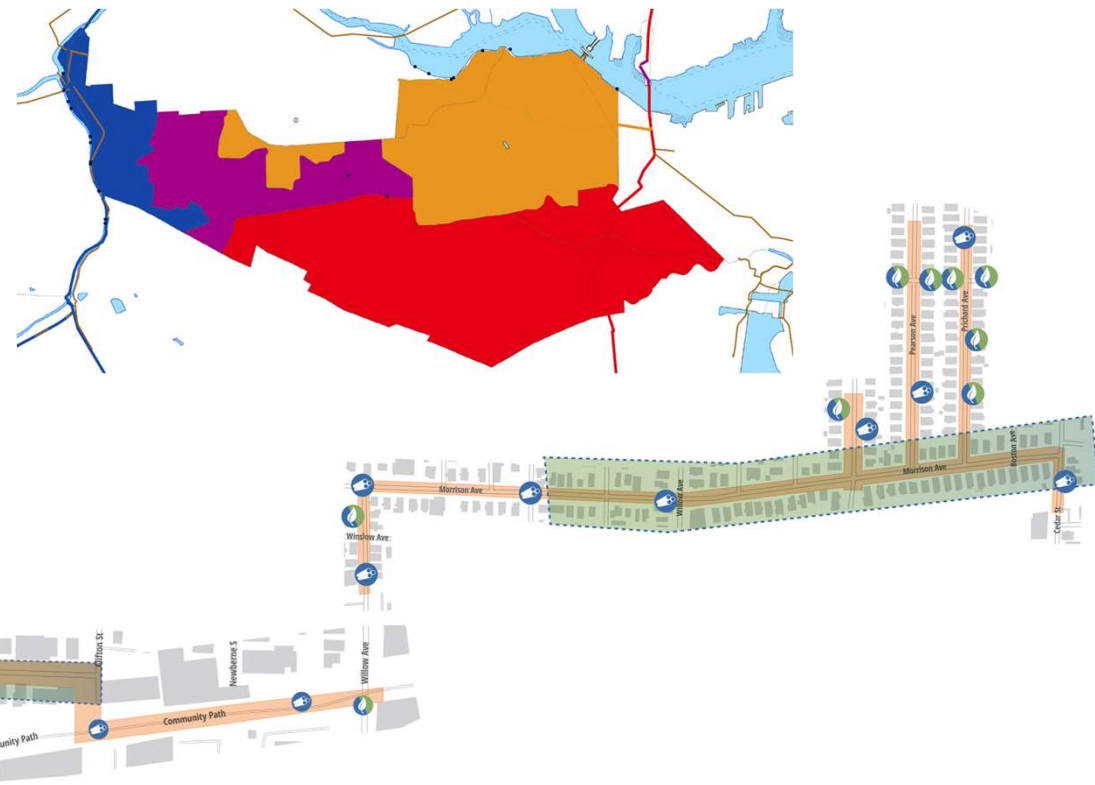 Pearson Ave
Prichard Ave
Boston Ave
Morrison Ave
Morrison Ave
Willow Ave
Cedar St
Winslow Ave
Clifton St
Newberne S
Willow Ave
Community Path
unity Path